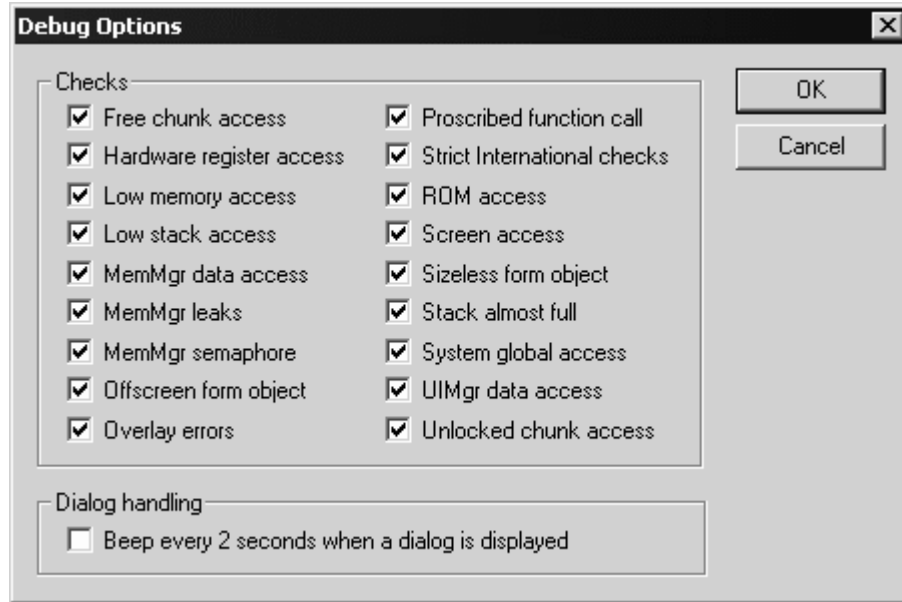 Debug Options
Checks
Free chunk access
Hardware register access
Low memory access
Low stack access
MemMgr data access
MemMgr leaks
MemMgr semaphore
Offscreen form object
Overlay errors
Proscribed function call
Strict International checks
ROM access
Screen access
Sizeless form object
Stack almost full
System global access
UIMgr data access
Unlocked chunk access
Dialog handling
Beep every 2 seconds when a dialog is displayed
OK
Cancel